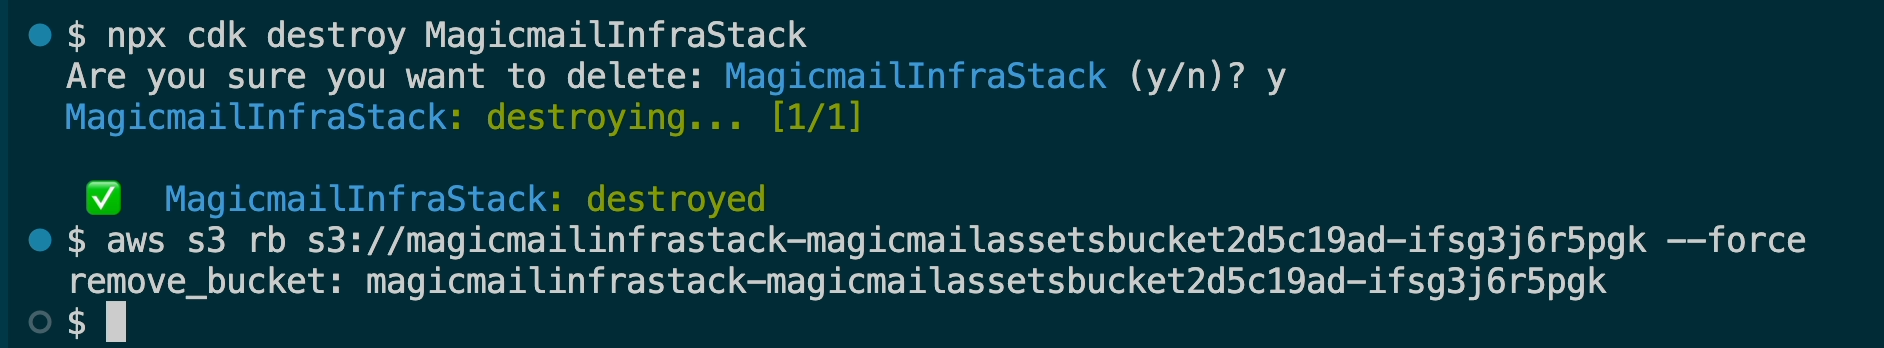 $ npx cdk destroy MagicmailInfraStack
Are you sure you want to delete: MagicmailInfraStack (y/n)? y
MagicmailInfraStack: destroying... [1/1]
✅ MagicmailInfraStack: destroyed
$ aws s3 rb s3://magicmailinfrastack-magicmailassetsbucket2d5c19ad-ifsg3j6r5pgk --force
remove_bucket: magicmailinfrastack-magicmailassetsbucket2d5c19ad-ifsg3j6r5pgk
$